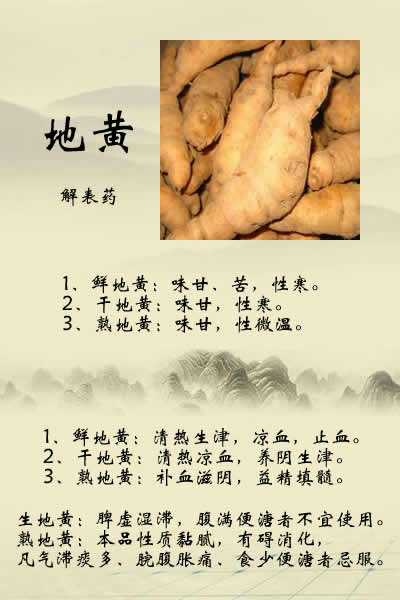 地黄
解表药
1、鲜地黄：味甘、苦，性寒。
2、干地黄：味甘，性寒。
3、熟地黄：味甘，性微温。
1、鲜地黄：清热生津，凉血，止血。
2、干地黄：清热凉血，养阴生津。
3、熟地黄：补血滋阴，益精填髓。
生地黄：脾虚湿滞，腹满便溏者不宜使用。
熟地黄：本品性质黏腻，有碍消化，
凡气滞痰多、脘腹胀痛、食少便溏者忌服。